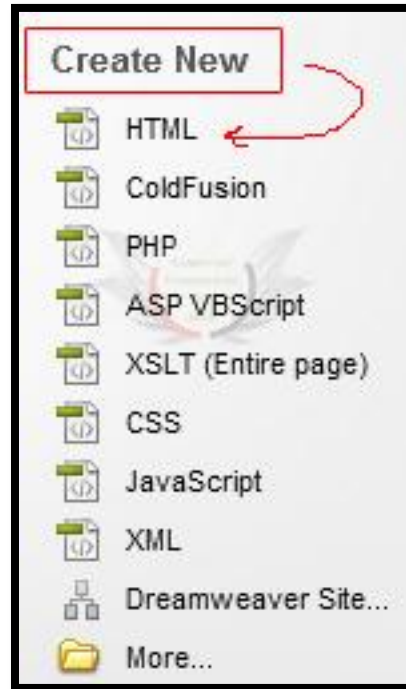 Create New
HTML
ColdFusion
PHP
ASP VBScript
XSLT (Entire page)
CSS
JavaScript
XML
Dreamweaver Site...
More...